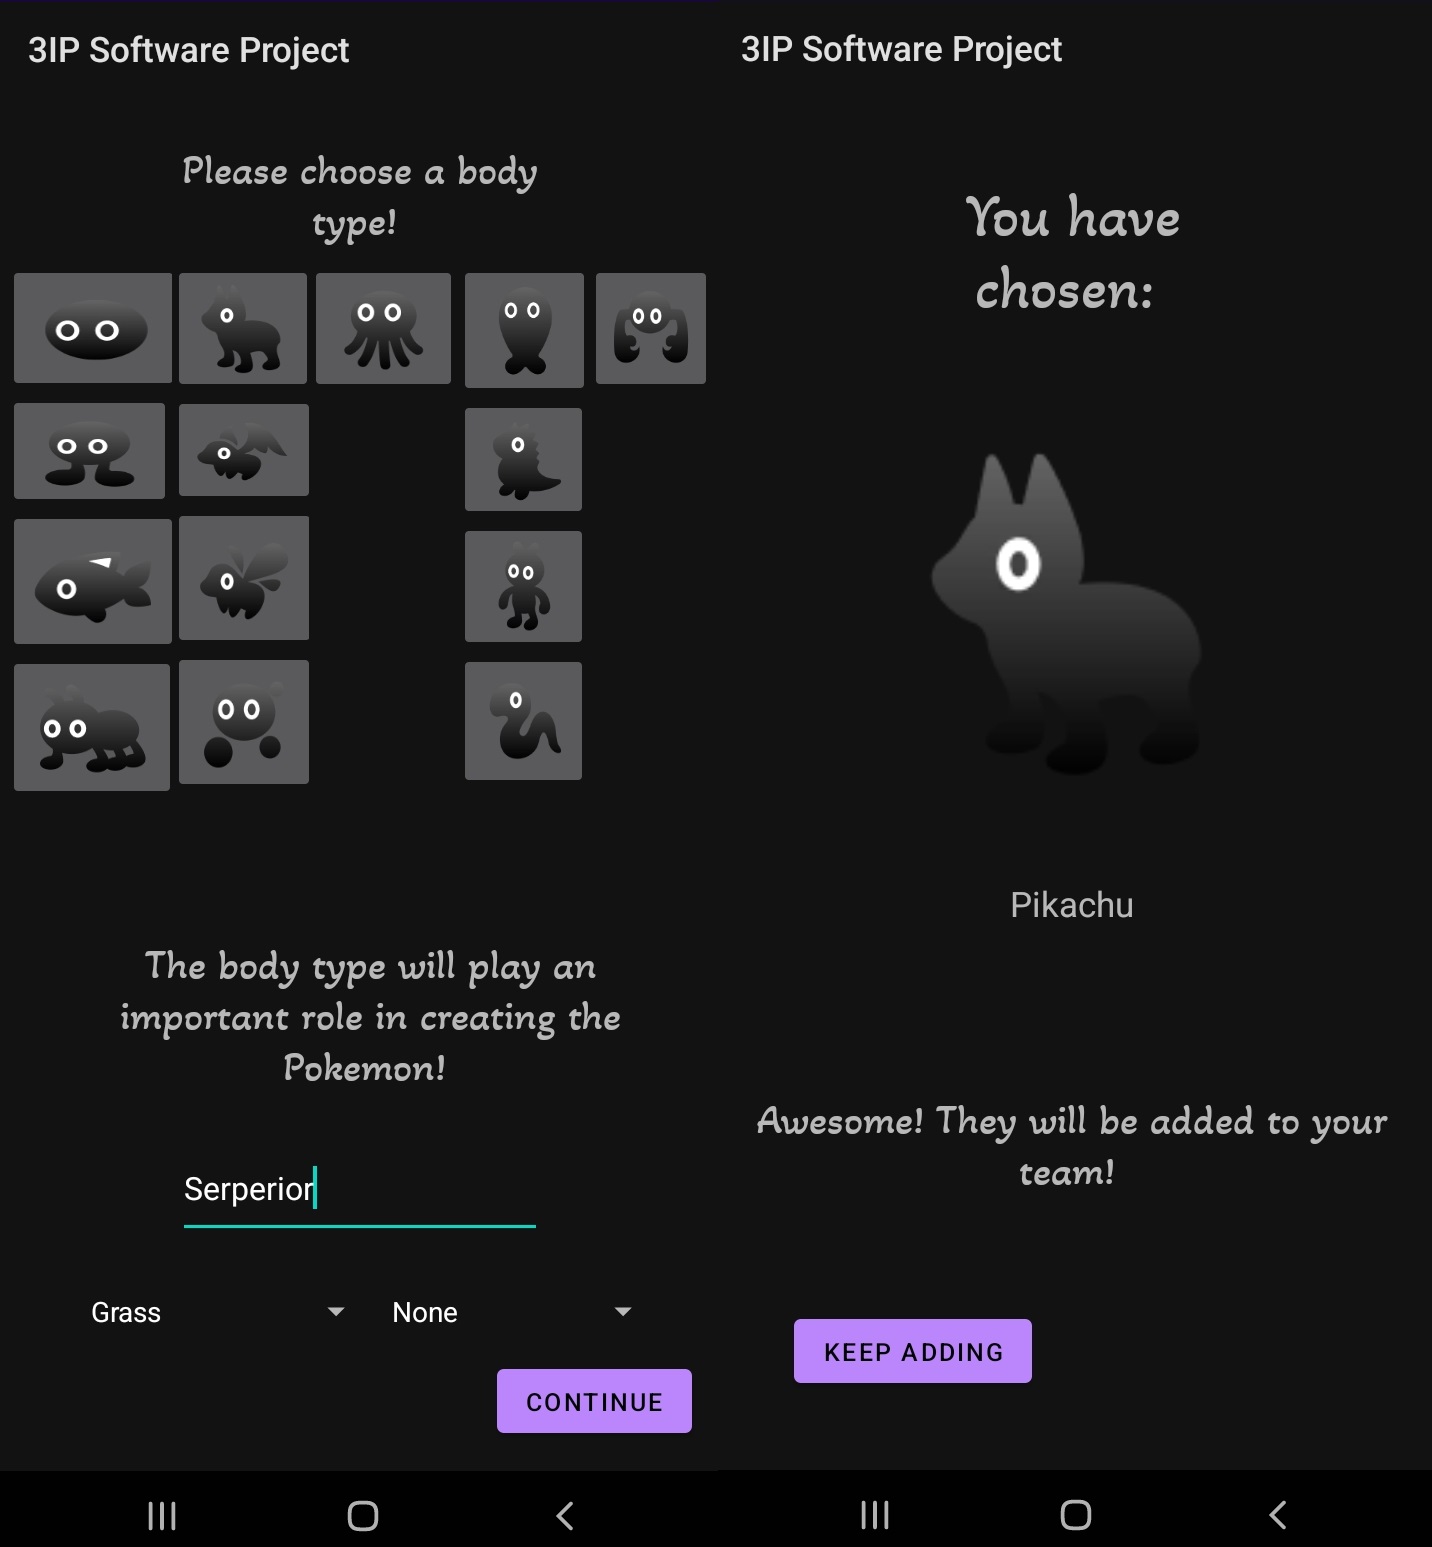 3IP Software Project
Please choose a body
type!
The body type will play an
important role in creating the
Pokemon!
Serperior
Grass
None
CONTINUE
3IP Software Project
You have
chosen:
Pikachu
Awesome! They will be added to your
team!
KEEP ADDING